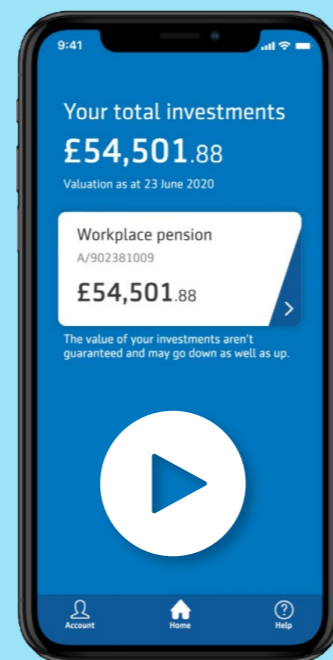 9:41
Your total investments
£54,501.88
Valuation as at 23 June 2020
Workplace pension
A/902381009
£54,501.88
The value of your investments aren't
guaranteed and may go down as well as up.
Account Home Help